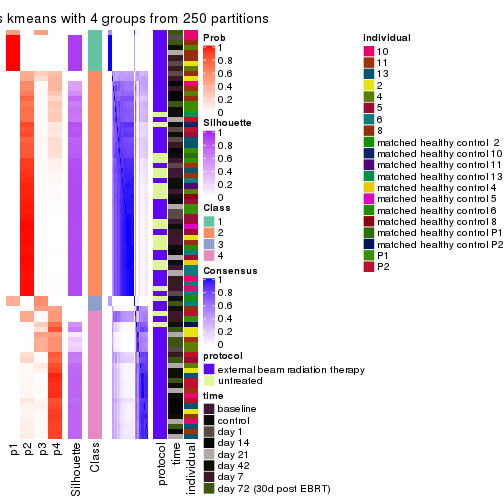 s kmeans with 4 groups from 250 partitions
Prob
1
0.8
0.6
0.4
0.2
0
Silhouette
1
0.8
0.6
0.4
0.2
0
Class
1
2
3
4
Consensus
1
0.8
0.6
0.4
0.2
0
protocol
external beam radiation therapy
untreated
time
baseline
control
day 1
day 14
day 21
day 42
day 7
day 72 (30d post EBRT)
individual
10
11
13
2
4
5
6
8
matched healthy control 2
matched healthy control 10
matched healthy control 11
matched healthy control 13
matched healthy control 4
matched healthy control 5
matched healthy control 6
matched healthy control 8
matched healthy control P1
matched healthy control P2
P1
P2
p1
p2
p3
p4
Silhouette
Class
protocol
time
individual